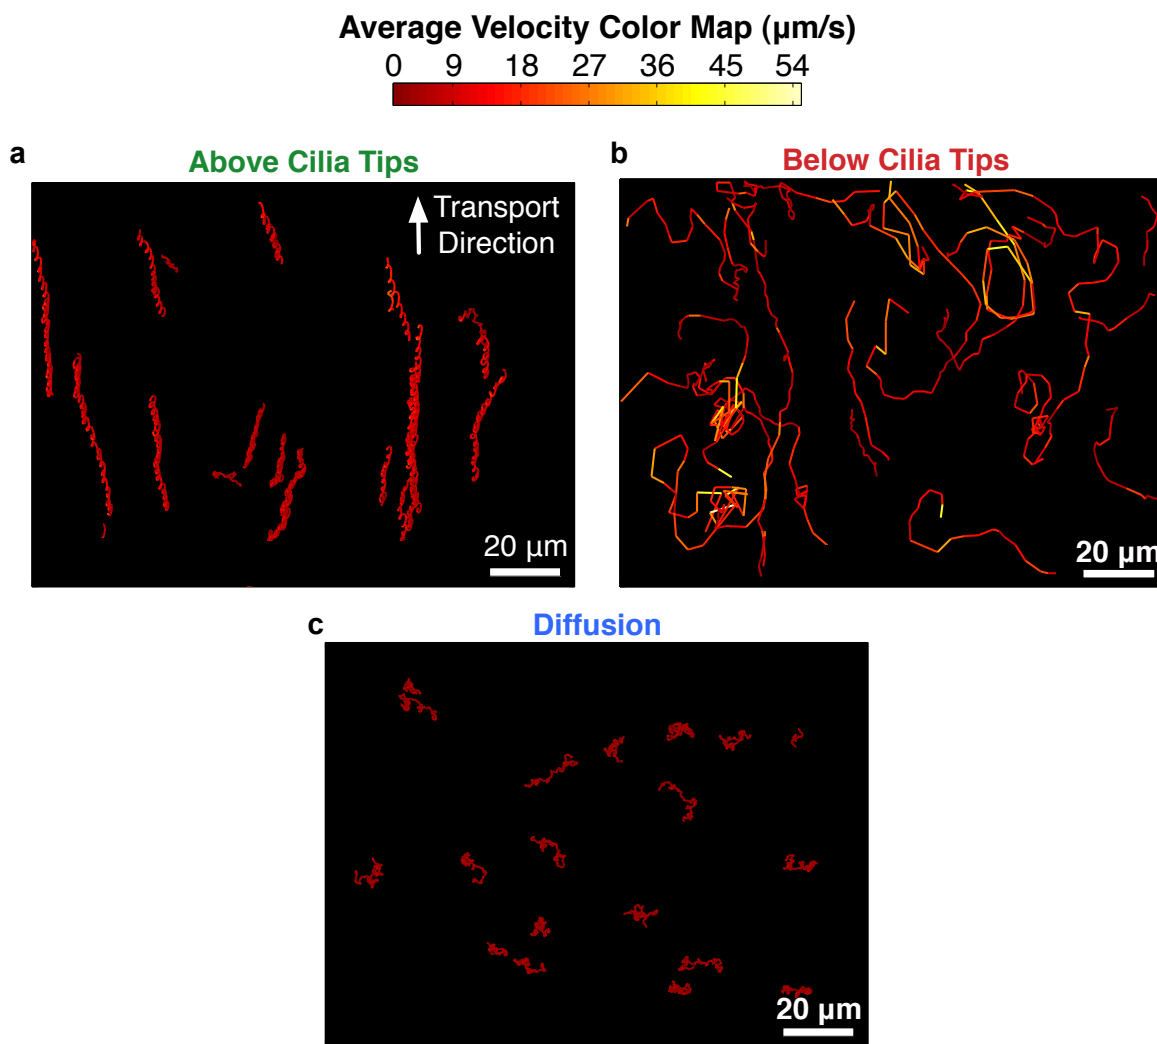 Average Velocity Color Map (µm/s)
0 9 18 27 36 45 54
a
Above Cilia Tips
Transport
Direction
20 µm
b
Below Cilia Tips
20 µm
c
Diffusion
20 µm